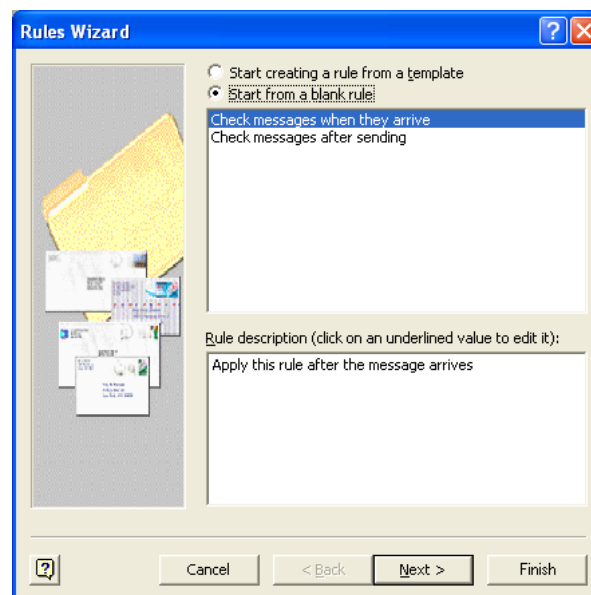 Rules Wizard
Start creating a rule from a template
Start from a blank rule
Check messages when they arrive
Check messages after sending
Rule description (click on an underlined value to edit it):
Apply this rule after the message arrives
Cancel
< Back
Next >
Finish